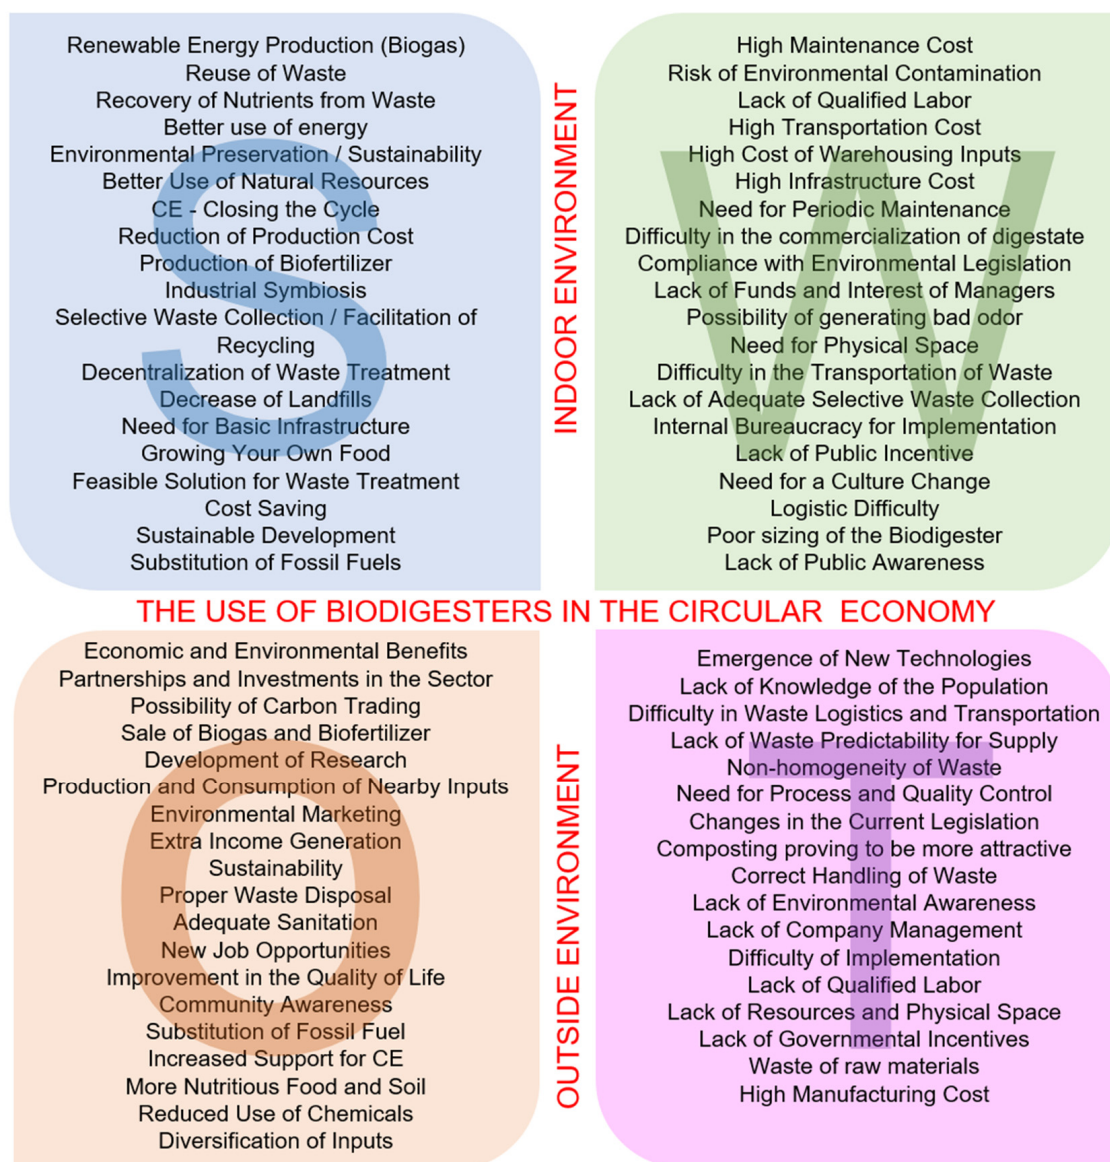 Renewable Energy Production (Biogas)
Reuse of Waste
Recovery of Nutrients from Waste
Better use of energy
Environmental Preservation / Sustainability
Better Use of Natural Resources
CE - Closing the Cycle
Reduction of Production Cost
Production of Biofertilizer
Industrial Symbiosis
Selective Waste Collection / Facilitation of
Recycling
Decentralization of Waste Treatment
Decrease of Landfills
Need for Basic Infrastructure
Growing Your Own Food
Feasible Solution for Waste Treatment
Cost Saving
Sustainable Development
Substitution of Fossil Fuels
S
INDOOR ENVIRONMENT
High Maintenance Cost
Risk of Environmental Contamination
Lack of Qualified Labor
High Transportation Cost
High Cost of Warehousing Inputs
High Infrastructure Cost
Need for Periodic Maintenance
Difficulty in the commercialization of digestate
Compliance with Environmental Legislation
Lack of Funds and Interest of Managers
Possibility of generating bad odor
Need for Physical Space
Difficulty in the Transportation of Waste
Lack of Adequate Selective Waste Collection
Internal Bureaucracy for Implementation
Lack of Public Incentive
Need for a Culture Change
Logistic Difficulty
Poor sizing of the Biodigester
Lack of Public Awareness
W
THE USE OF BIODIGESTERS IN THE CIRCULAR ECONOMY
Economic and Environmental Benefits
Partnerships and Investments in the Sector
Possibility of Carbon Trading
Sale of Biogas and Biofertilizer
Development of Research
Production and Consumption of Nearby Inputs
Environmental Marketing
Extra Income Generation
Sustainability
Proper Waste Disposal
Adequate Sanitation
New Job Opportunities
Improvement in the Quality of Life
Community Awareness
Substitution of Fossil Fuel
Increased Support for CE
More Nutritious Food and Soil
Reduced Use of Chemicals
Diversification of Inputs
O
OUTSIDE ENVIRONMENT
Emergence of New Technologies
Lack of Knowledge of the Population
Difficulty in Waste Logistics and Transportation
Lack of Waste Predictability for Supply
Non-homogeneity of Waste
Need for Process and Quality Control
Changes in the Current Legislation
Composting proving to be more attractive
Correct Handling of Waste
Lack of Environmental Awareness
Lack of Company Management
Difficulty of Implementation
Lack of Qualified Labor
Lack of Resources and Physical Space
Lack of Governmental Incentives
Waste of raw materials
High Manufacturing Cost
T